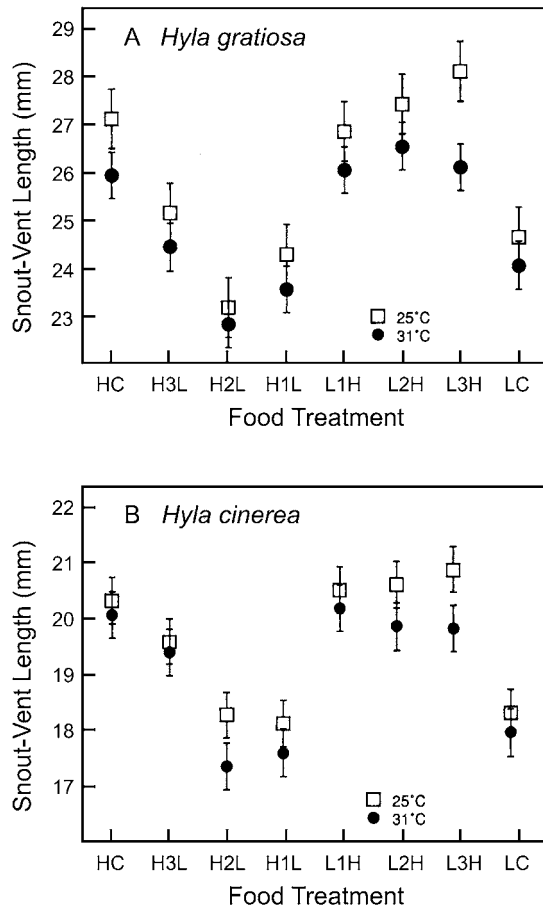 A Hyla gratiosa
29
28
27
26
25
24
23
Snout-Vent Length (mm)
25°C
31°C
HC H3L H2L H1L L1H L2H L3H LC
Food Treatment
B Hyla cinerea
22
21
20
19
18
17
Snout-Vent Length (mm)
25°C
31°C
HC H3L H2L H1L L1H L2H L3H LC
Food Treatment